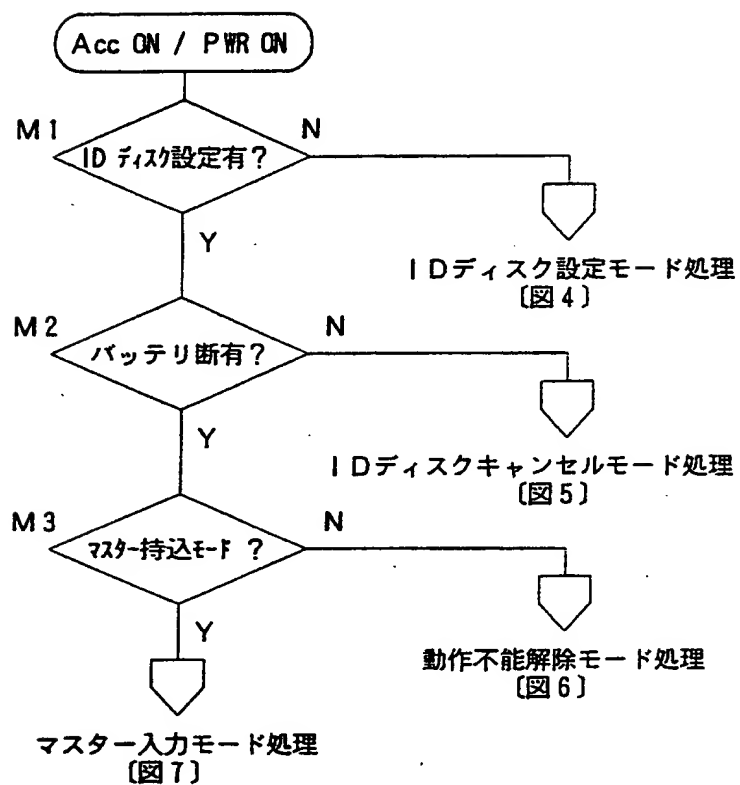 Acc ON / PWR ON
M1
N
IDディスク設定有?
Y
IDディスク設定モード処理
〔図4〕
M2
N
バッテリ断有?
Y
IDディスクキャンセルモード処理
〔図5〕
M3
N
マスター持込モード ?
Y
動作不能解除モード処理
〔図6〕
マスター入力モード処理
〔図7〕